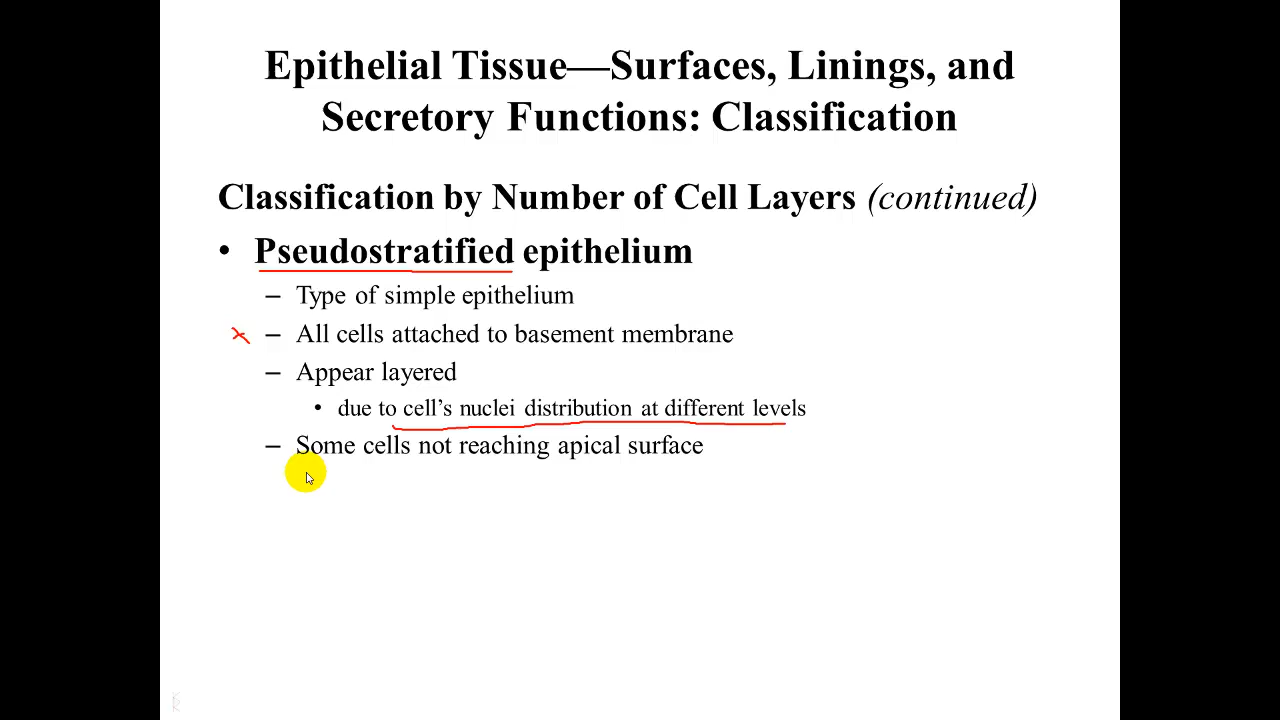 Epithelial Tissue—Surfaces, Linings, and
Secretory Functions: Classification
Classification by Number of Cell Layers (continued)
• Pseudostratified epithelium
– Type of simple epithelium
– All cells attached to basement membrane
– Appear layered
• due to cell's nuclei distribution at different levels
– Some cells not reaching apical surface